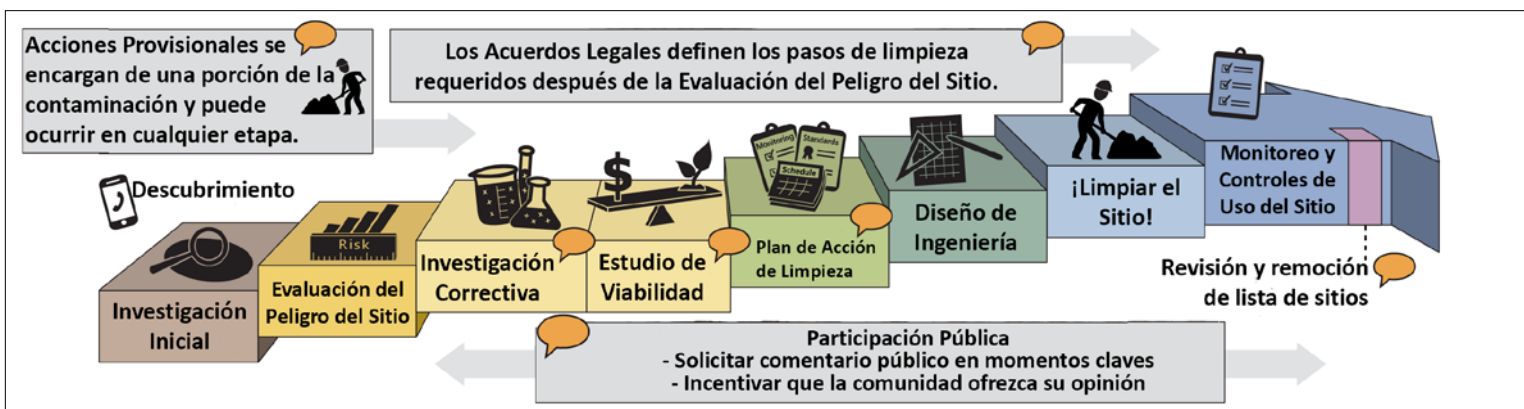 Acciones Provisionales se
encargan de una porción de la
contaminación y puede
ocurrir en cualquier etapa.
Los Acuerdos Legales definen los pasos de limpieza
requeridos después de la Evaluación del Peligro del Sitio.
Descubrimiento
Investigación
Inicial
Risk
Evaluación del
Peligro del Sitio
Investigación
Correctiva
$
Estudio de
Viabilidad
Monitoring
Standards
Schedule
Plan de Acción
de Limpieza
Diseño de
Ingeniería
¡Limpiar el
Sitio!
Monitoreo y
Controles de
Uso del Sitio
Revisión y remoción
de lista de sitios
Participación Pública
- Solicitar comentario público en momentos claves
- Incentivar que la comunidad ofrezca su opinión